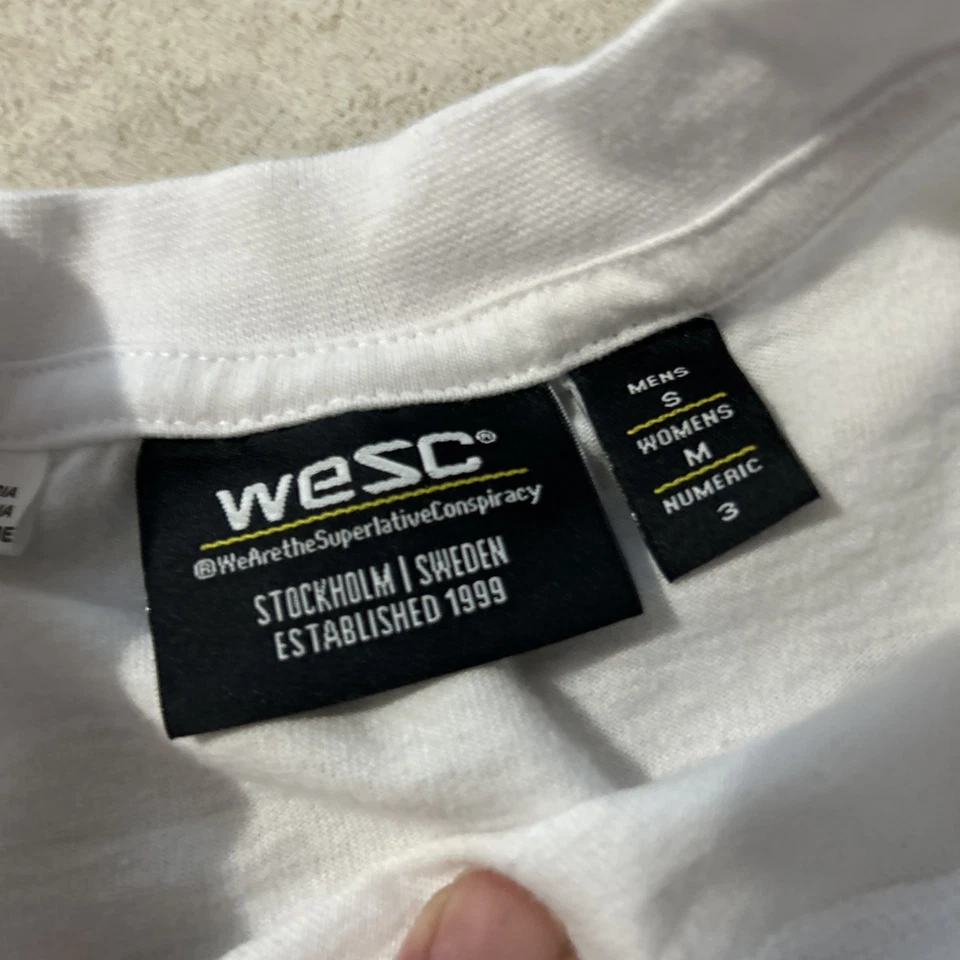 wesc®
®WeAretheSuperlativeConspiracy
STOCKHOLM | SWEDEN
ESTABLISHED 1999
MENS
S
WOMENS
M
NUMERIC
3